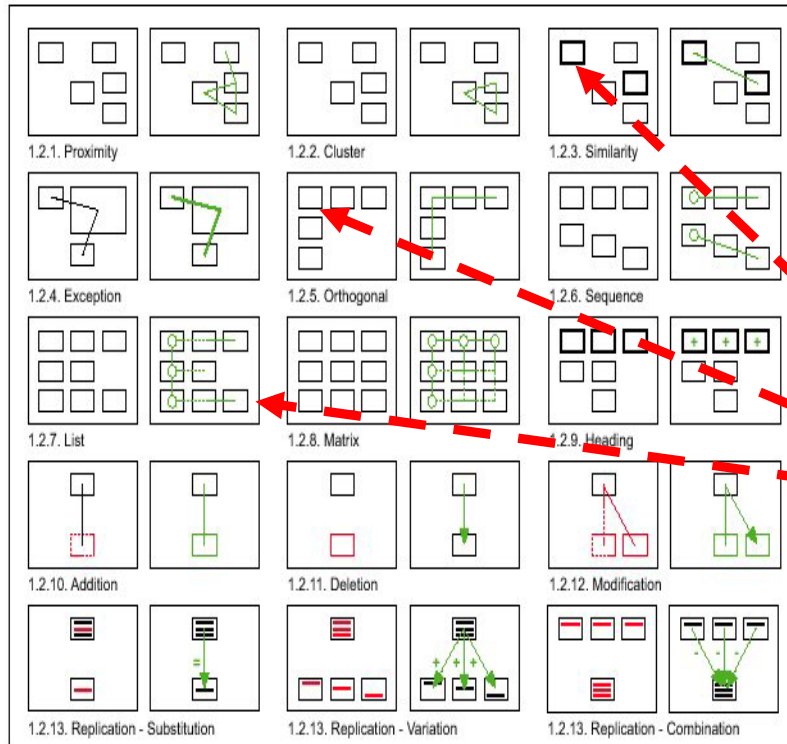 1.2.1. Proximity
1.2.2. Cluster
1.2.3. Similarity
1.2.4. Exception
1.2.5. Orthogonal
1.2.6. Sequence
1.2.7. List
1.2.8. Matrix
1.2.9. Heading
1.2.10. Addition
1.2.11. Deletion
1.2.12. Modification
1.2.13. Replication - Substitution
1.2.13. Replication - Variation
1.2.13. Replication - Combination